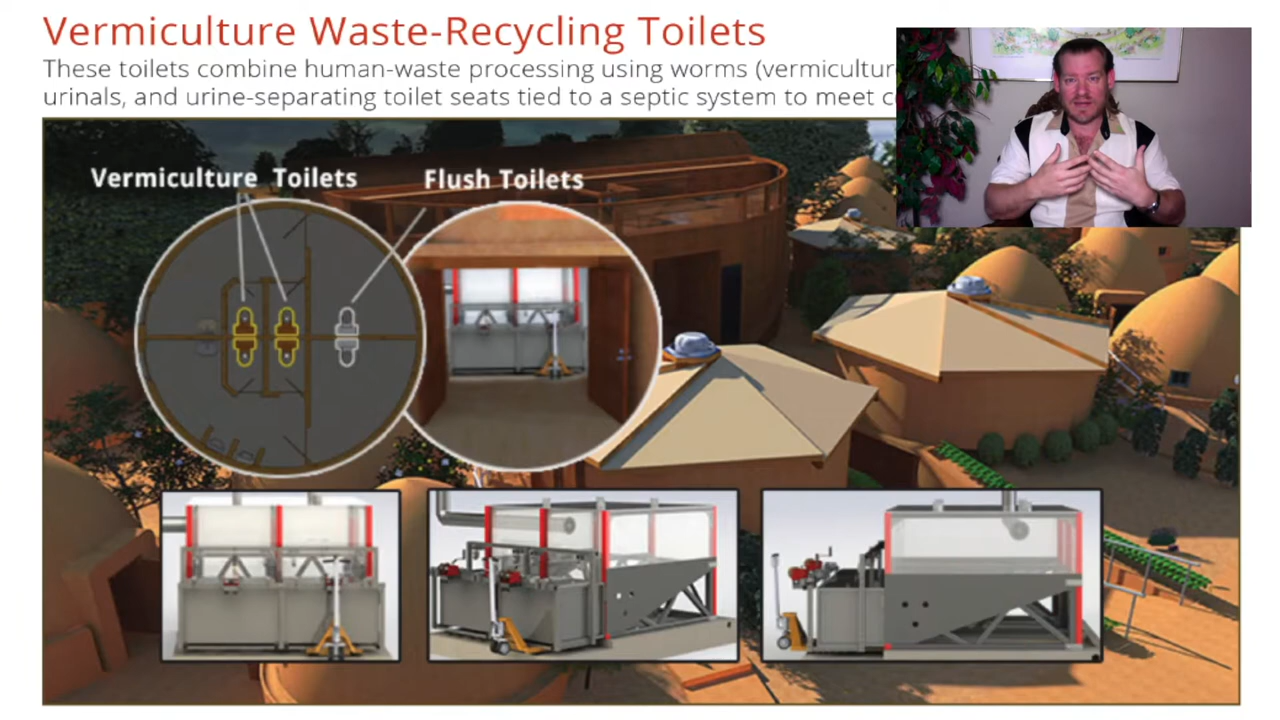 Vermiculture Waste-Recycling Toilets
These toilets combine human-waste processing using worms (vermiculture
urinals, and urine-separating toilet seats tied to a septic system to meet
Vermiculture Toilets
Flush Toilets